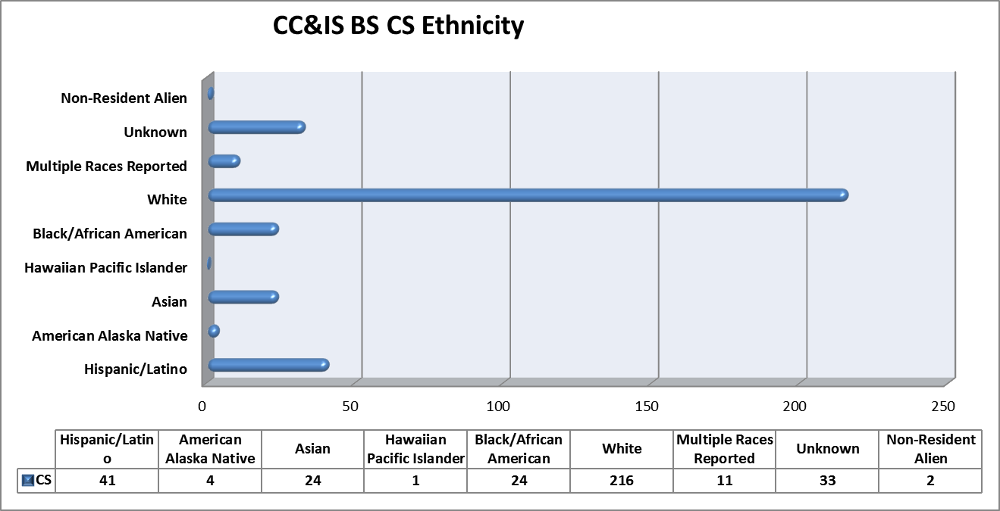 CC&IS BS CS Ethnicity
Non-Resident Alien
Unknown
Multiple Races Reported
White
Black/African American
Hawaiian Pacific Islander
Asian
American Alaska Native
Hispanic/Latino
0 50 100 150 200 250
Hispanic/Latin
o
American
Alaska Native
Asian
Hawaiian
Pacific Islander
Black/African
American
White
Multiple Races
Reported
Unknown
Non-Resident
Alien
CS 41 4 24 1 24 216 11 33 2